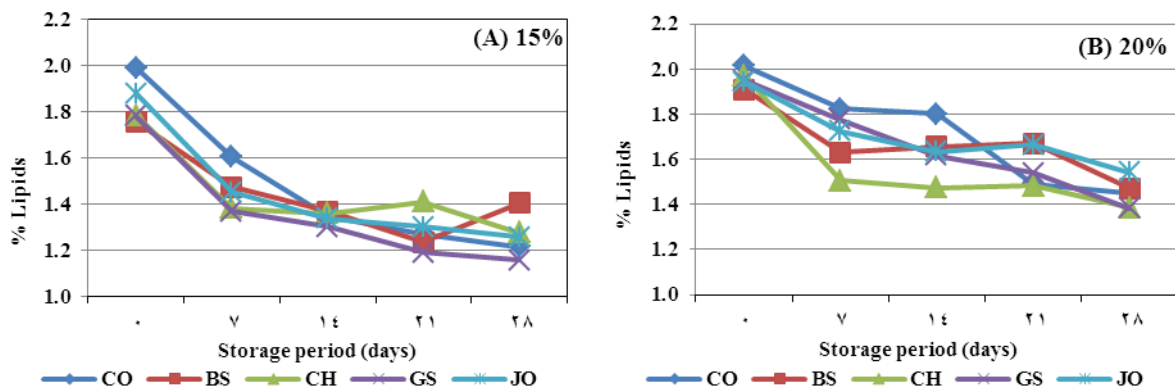 2.2
(A) 15%
2.0
1.8
1.6
1.4
1.2
1.0
% Lipids
٠ ٧ ١٤ ٢١ ٢٨
Storage period (days)
CO BS CH GS JO
2.2
(B) 20%
2.0
1.8
1.6
1.4
1.2
1.0
% Lipids
٠ ٧ ١٤ ٢١ ٢٨
Storage period (days)
CO BS CH GS JO